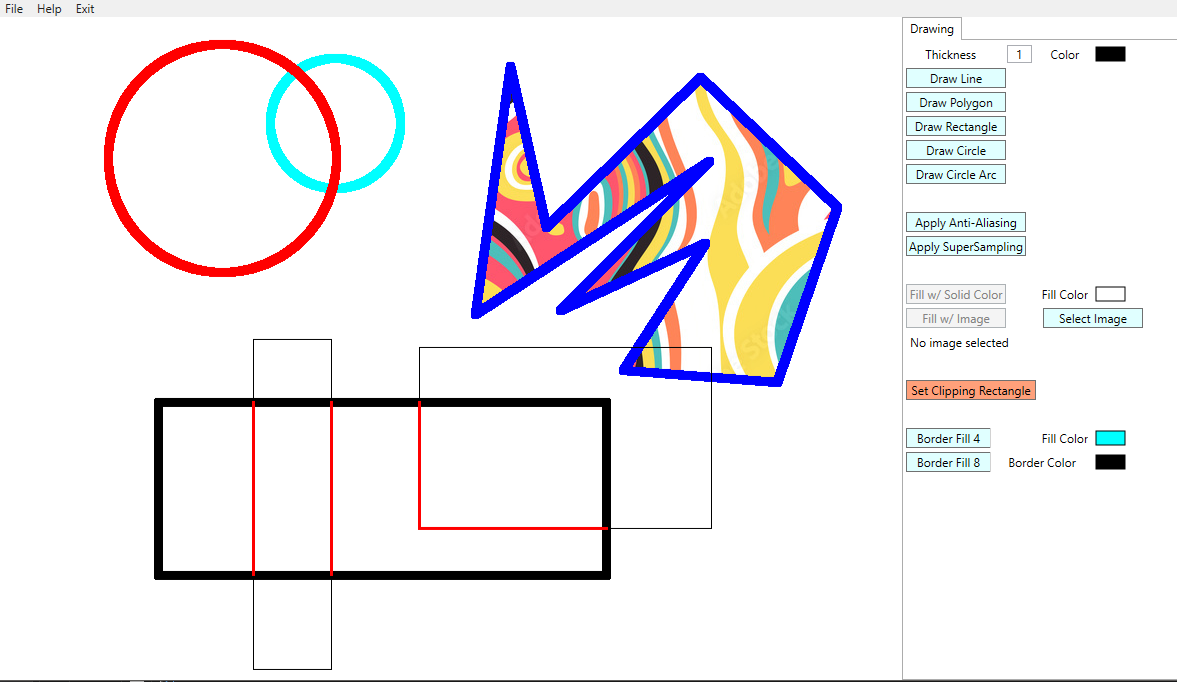 File Help Exit
Drawing
Thickness 1 Color
Draw Line
Draw Polygon
Draw Rectangle
Draw Circle
Draw Circle Arc
Apply Anti-Aliasing
Apply SuperSampling
Fill w/ Solid Color Fill Color
Fill w/ Image Select Image
No image selected
Set Clipping Rectangle
Border Fill 4 Fill Color
Border Fill 8 Border Color